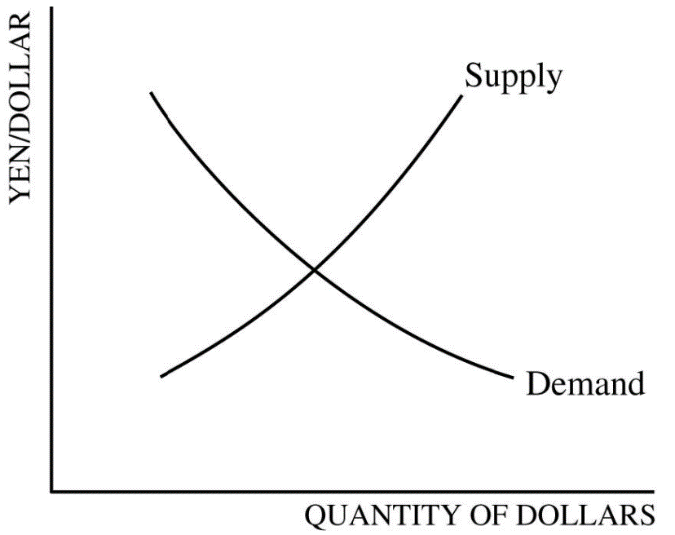 YEN/DOLLAR
Supply
Demand
QUANTITY OF DOLLARS